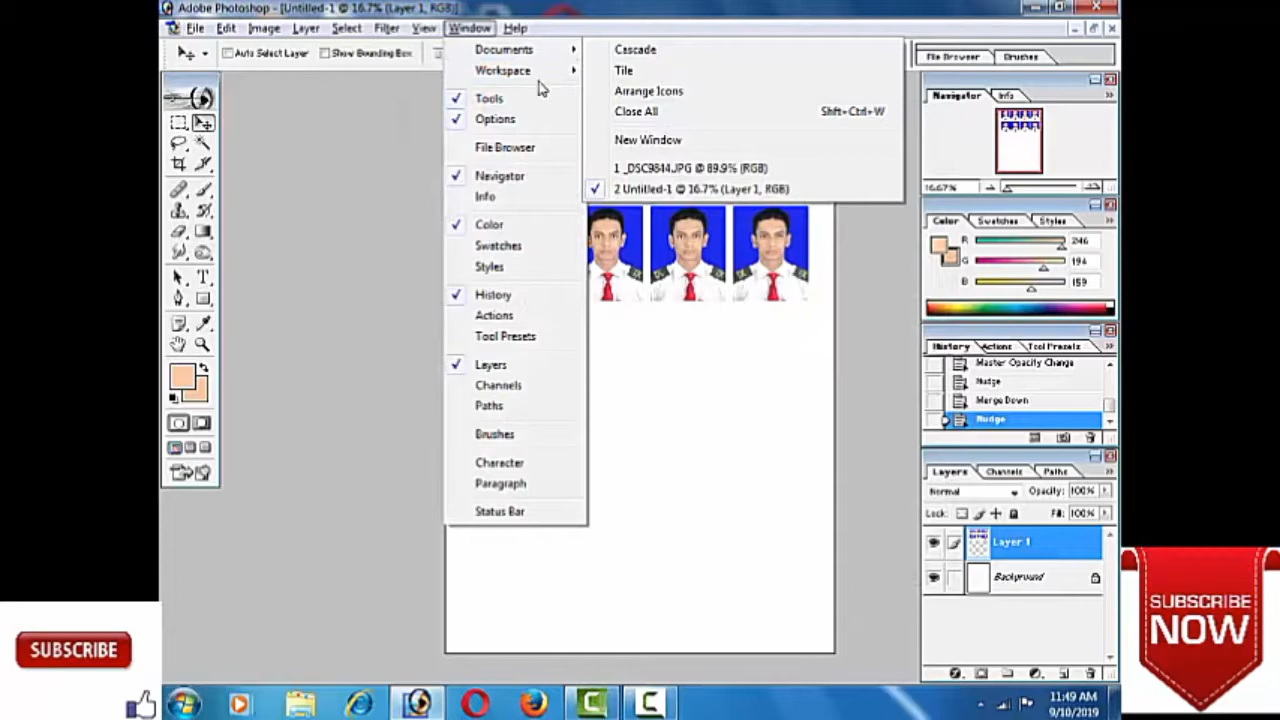 Adobe Photoshop - [Untitled-1 @ 16.7% (Layer 1, RGB)]
File Edit Image Layer Select Filter View Window Help
Auto Select Layer Show Bounding Box
File Browser Brushes
Documents
Workspace
Tools
Options
File Browser
Navigator
Info
Color
Swatches
Styles
History
Actions
Tool Presets
Layers
Channels
Paths
Brushes
Character
Paragraph
Status Bar
Cascade
Tile
Arrange Icons
Close All Shft+Ctrl+W
New Window
1 _DSC9844.JPG @ 89.9% (RGB)
2 Untitled-1 @ 16.7% (Layer 1, RGB)
Navigator Info
16.67%
Color Swatches Styles
R 246
G 194
B 159
History Actions Tool Presets
Master Opacity Change
Nudge
Merge Down
Nudge
Layers Channels Paths
Normal Opacity: 100%
Lock: Fill: 100%
Layer 1
Background
SUBSCRIBE
SUBSCRIBE
NOW
11:49 AM
9/10/2019